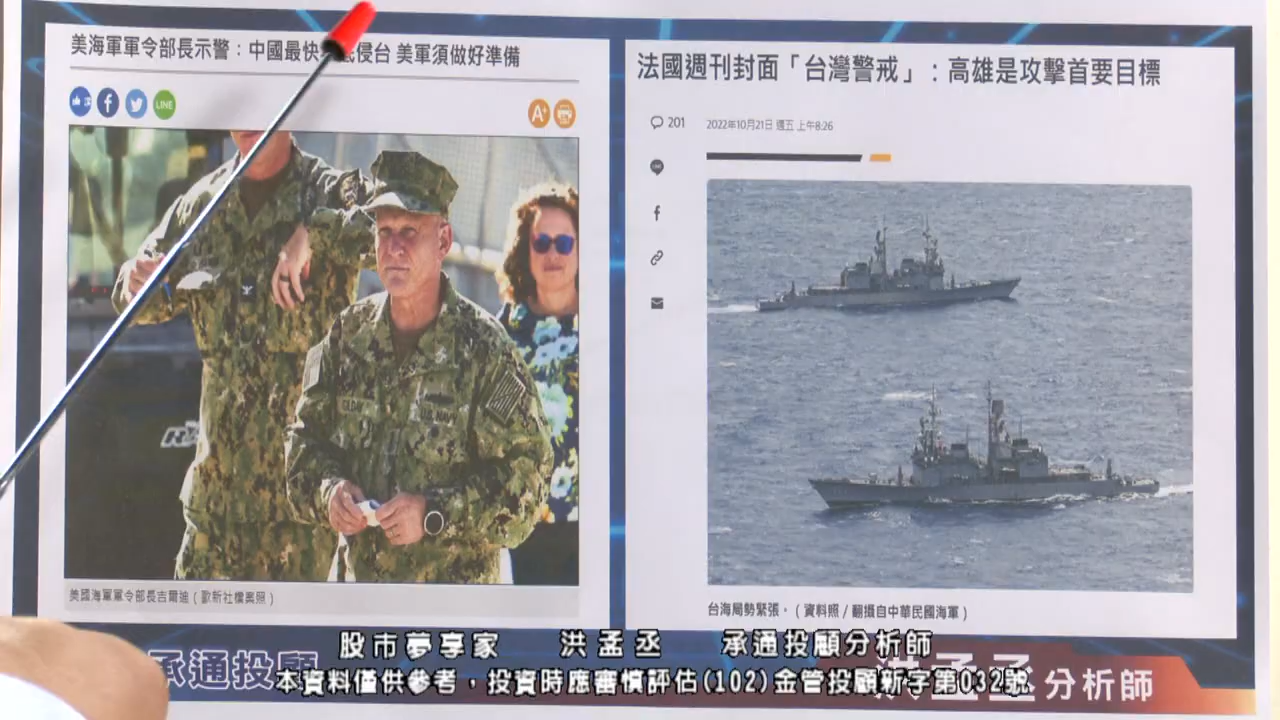 美海軍軍令部長示警：中國最快 底侵台 美軍須做好準備
LINE
A+
美國海軍軍令部長吉爾迪（歐新社檔案照）
GILDAY
U.S. NAVY
法國週刊封面「台灣警戒」：高雄是攻擊首要目標
201
2022年10月21日 週五 上午8:26
台海局勢緊張。（資料照 / 翻攝自中華民國海軍）
股市夢享家 洪孟丞 承通投顧分析師
承通投顧
本資料僅供參考，投資時應審慎評估(102)金管投顧新字第032號
洪孟丞 分析師